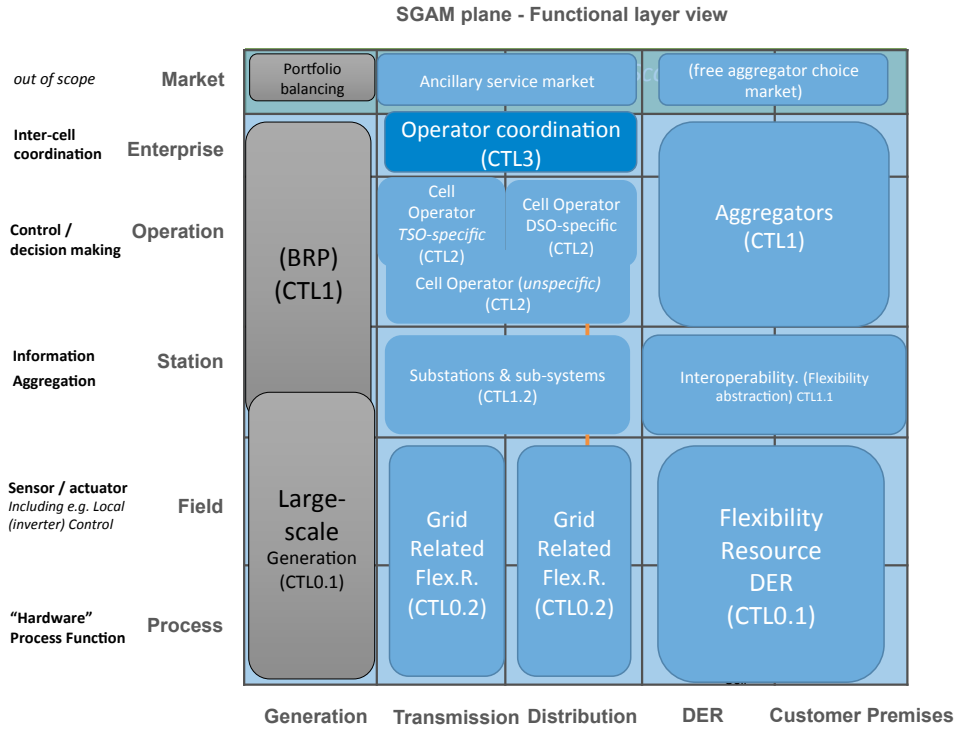 SGAM plane - Functional layer view
out of scope
Market
Portfolio
balancing
Ancillary service market
(free aggregator choice
market)
Inter-cell
coordination
Enterprise
Operator coordination
(CTL3)
Control /
decision making
Operation
(BRP)
(CTL1)
Cell
Operator
TSO-specific
(CTL2)
Cell Operator
DSO-specific
(CTL2)
Cell Operator (unspecific)
(CTL2)
Aggregators
(CTL1)
Information
Aggregation
Station
Substations & sub-systems
(CTL1.2)
Interoperability. (Flexibility
abstraction) CTL1.1
Sensor / actuator
Including e.g. Local
(inverter) Control
Field
Large-
scale
Generation
(CTL0.1)
Grid
Related
Flex.R.
(CTL0.2)
Grid
Related
Flex.R.
(CTL0.2)
Flexibility
Resource
DER
(CTL0.1)
“Hardware”
Process Function
Process
Generation
Transmission
Distribution
DER
Customer Premises